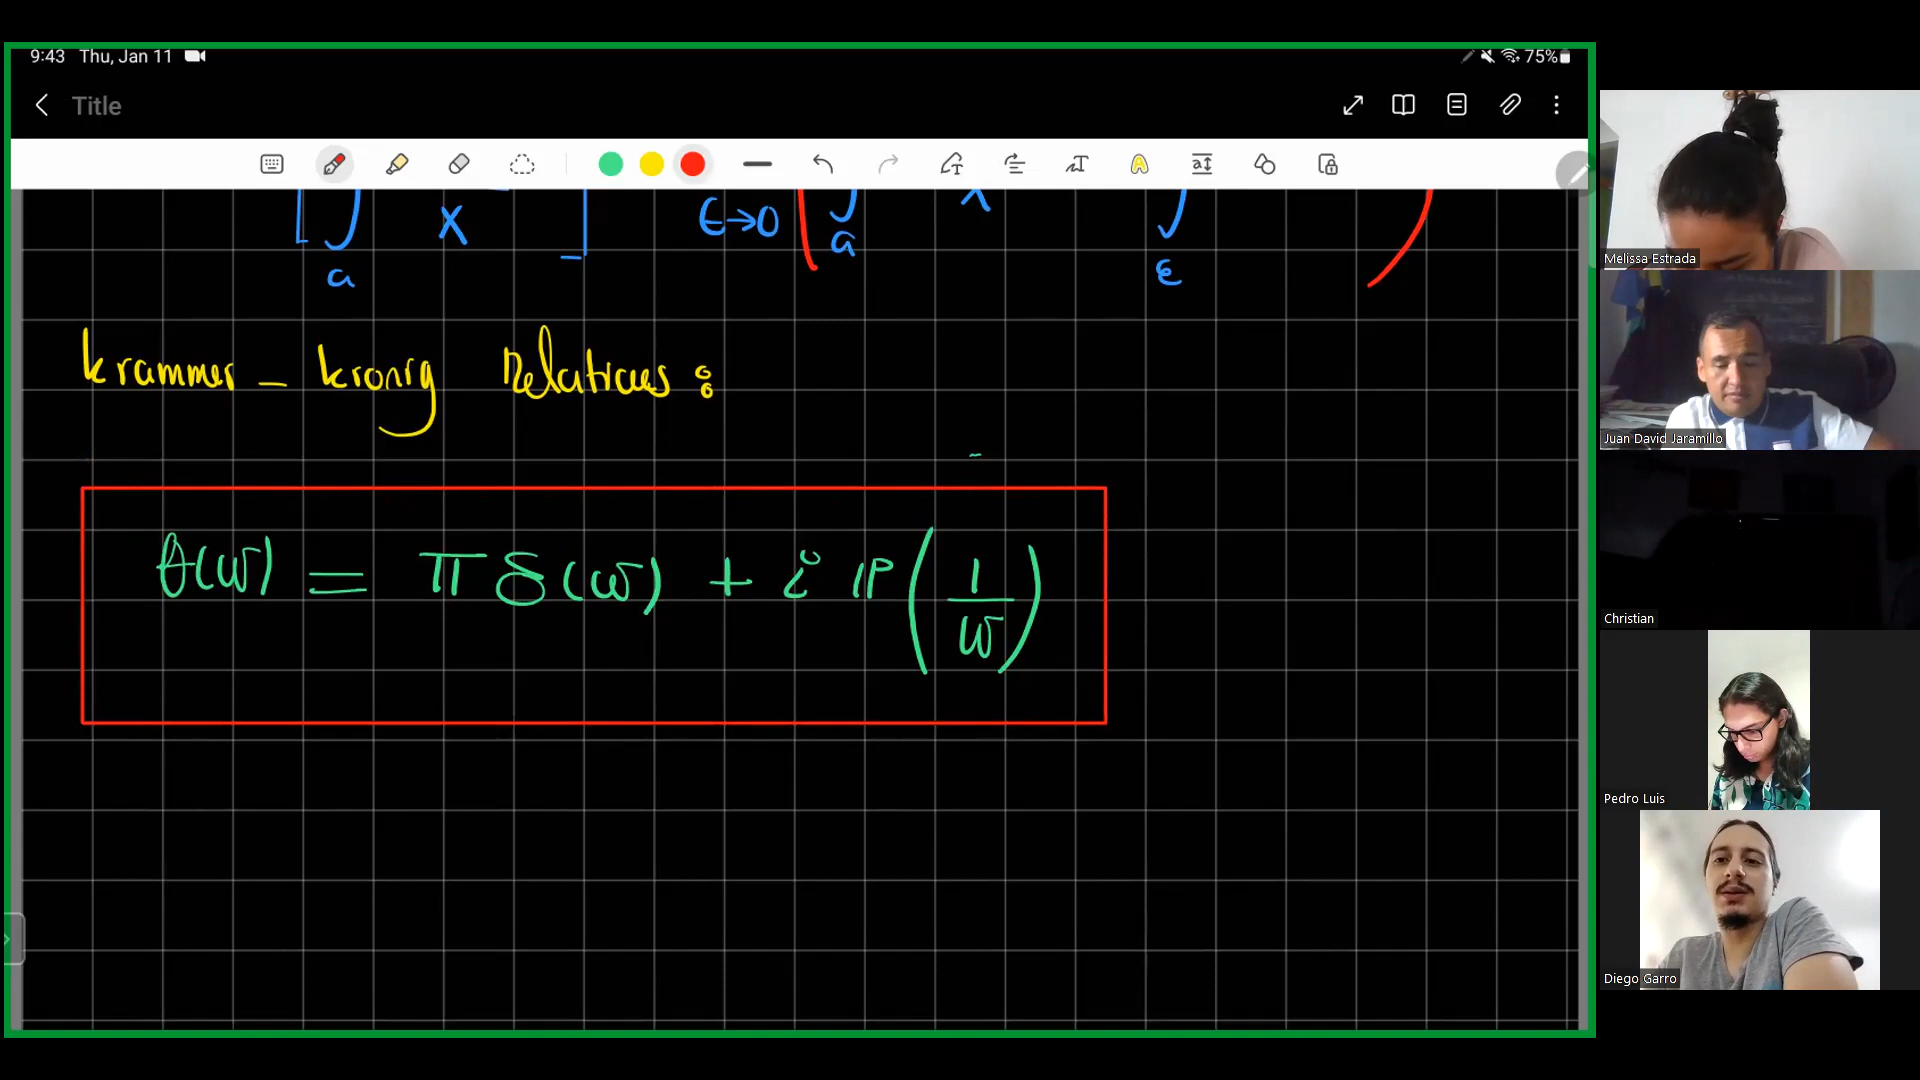 9:43 Thu, Jan 11 75%
Title
a X ϵ→0 a X ε
krammer - kronig Relations :
θ(ω) = π δ(ω) + i P ( 1 / ω )
Melissa Estrada
Juan David Jaramillo
Christian
Pedro Luis
Diego Garro